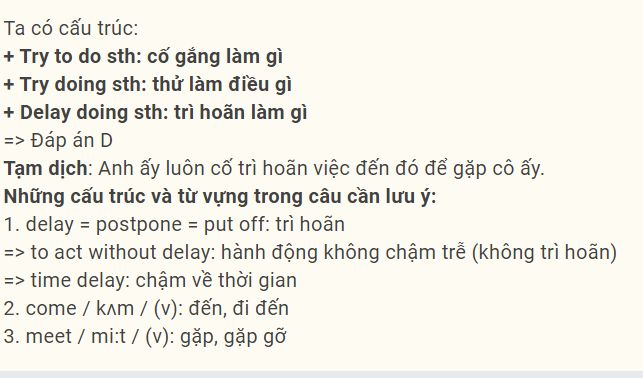 Ta có cấu trúc:
+ Try to do sth: cố gắng làm gì
+ Try doing sth: thử làm điều gì
+ Delay doing sth: trì hoãn làm gì
=> Đáp án D
Tạm dịch: Anh ấy luôn cố trì hoãn việc đến đó để gặp cô ấy.
Những cấu trúc và từ vựng trong câu cần lưu ý:
1. delay = postpone = put off: trì hoãn
=> to act without delay: hành động không chậm trễ (không trì hoãn)
=> time delay: chậm về thời gian
2. come / kʌm / (v): đến, đi đến
3. meet / mi:t / (v): gặp, gặp gỡ